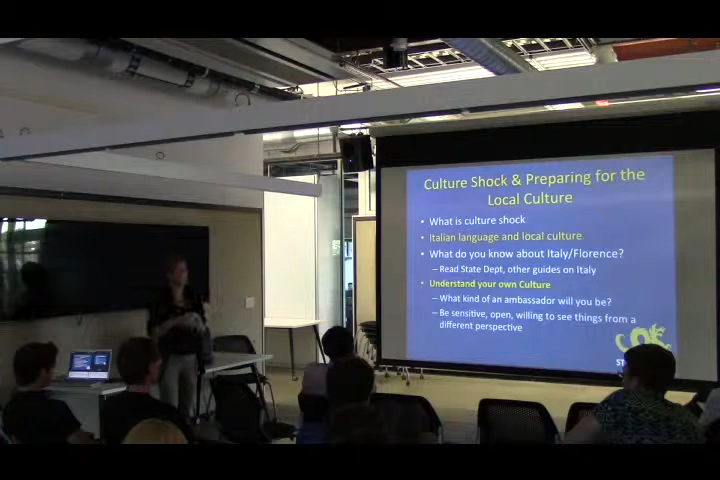 Culture Shock & Preparing for the
Local Culture
• What is culture shock
• Italian language and local culture
• What do you know about Italy/Florence?
– Read State Dept, other guides on Italy
• Understand your own Culture
– What kind of an ambassador will you be?
– Be sensitive, open, willing to see things from a
different perspective
COE